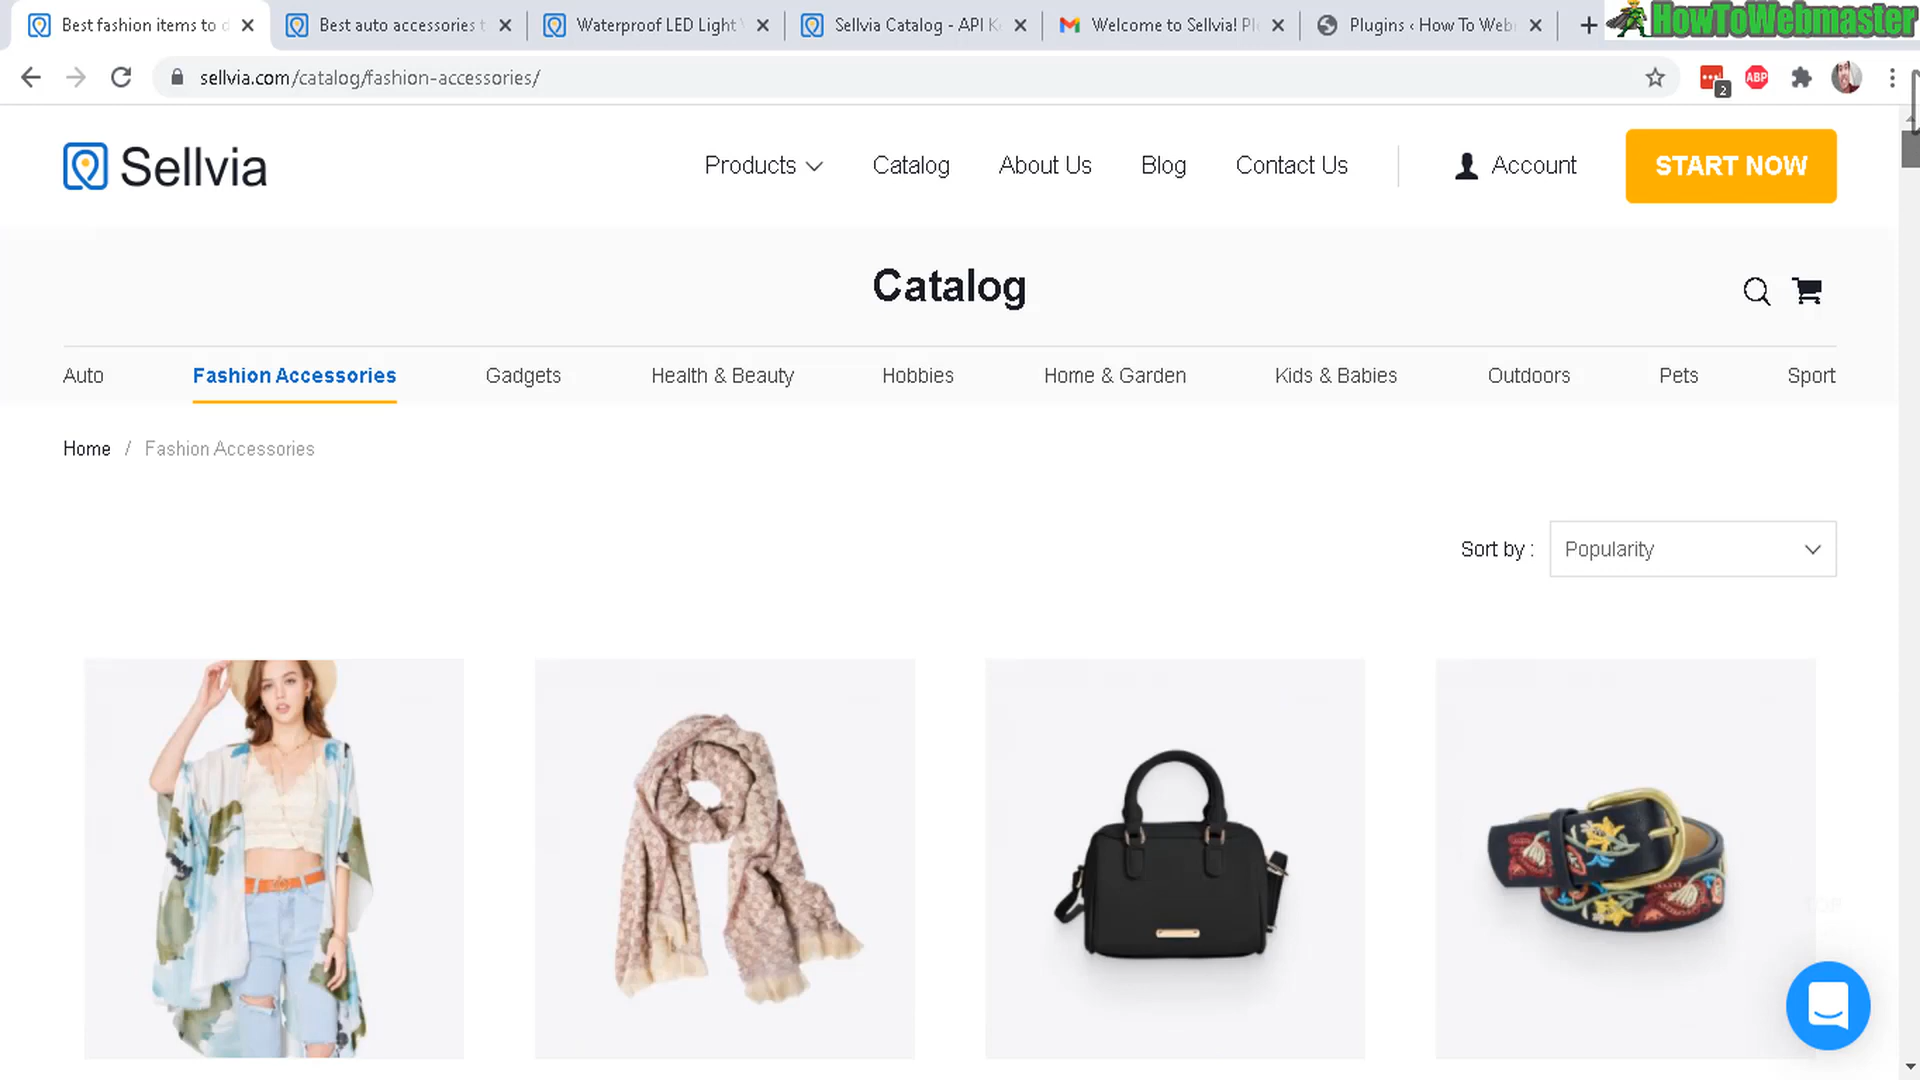 Best fashion items to d
Best auto accessories t
Waterproof LED Light V
Sellvia Catalog - API K
Welcome to Sellvia! Ple
Plugins ‹ How To Web
HowToWebmaster
sellvia.com/catalog/fashion-accessories/
2
ABP
Sellvia
Products
Catalog
About Us
Blog
Contact Us
Account
START NOW
Catalog
Auto
Fashion Accessories
Gadgets
Health & Beauty
Hobbies
Home & Garden
Kids & Babies
Outdoors
Pets
Sport
Home / Fashion Accessories
Sort by :
Popularity